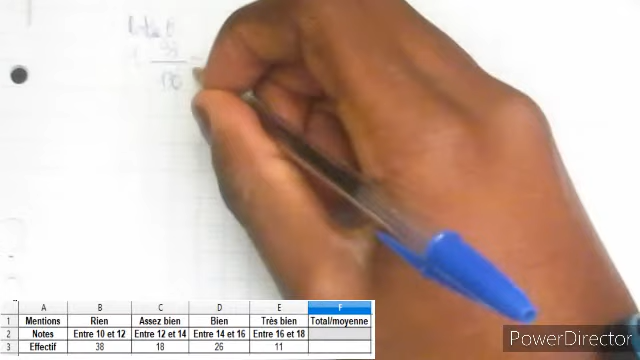 A B C D E F
1 Mentions Rien Assez bien Bien Très bien Total/moyenne
2 Notes Entre 10 et 12 Entre 12 et 14 Entre 14 et 16 Entre 16 et 18
3 Effectif 38 18 26 11
PowerDirector